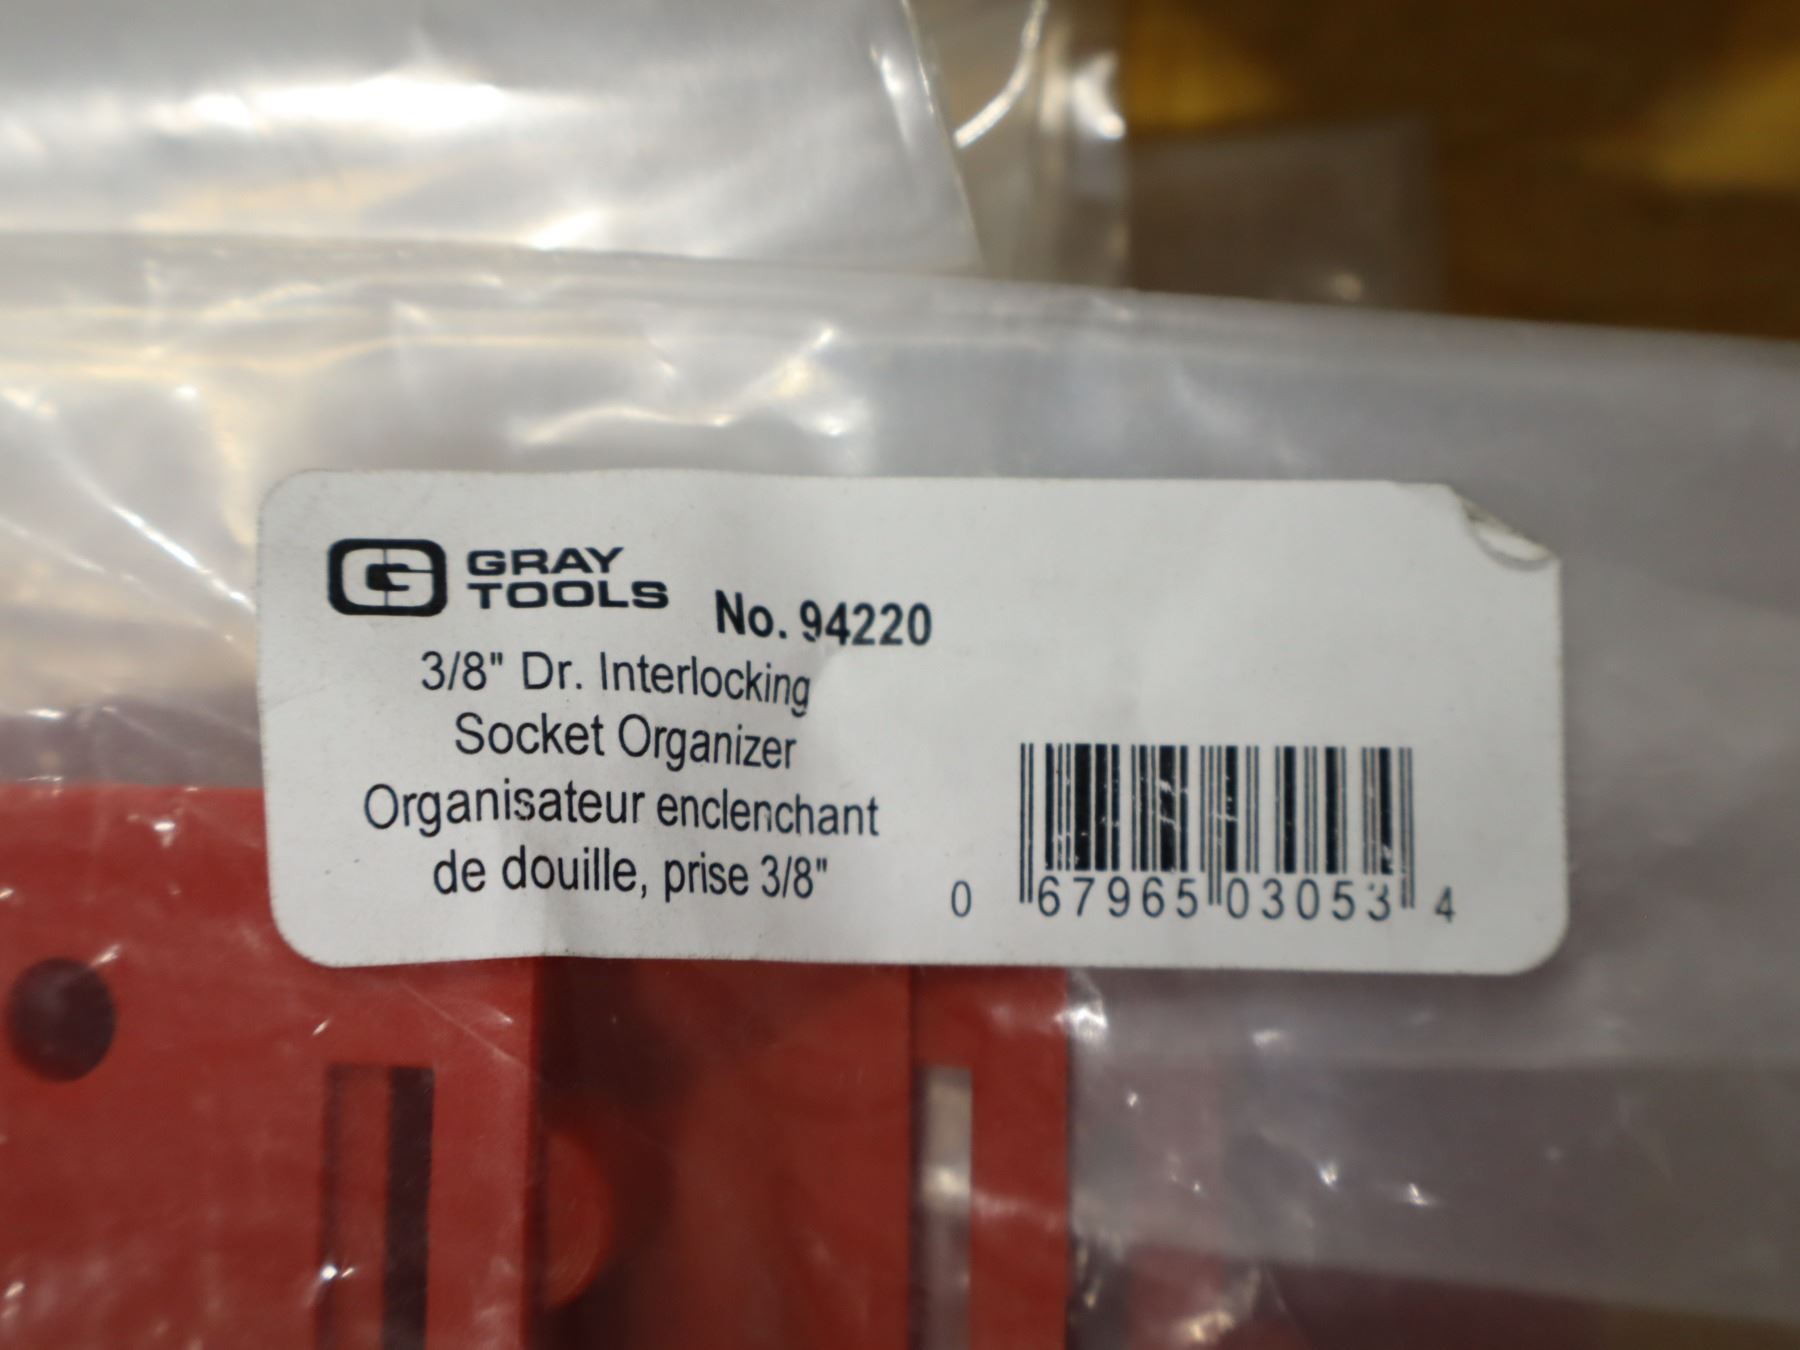 GRAY
TOOLS
No. 94220
3/8" Dr. Interlocking
Socket Organizer
Organisateur enclenchant
de douille, prise 3/8"
0 67965 03053 4